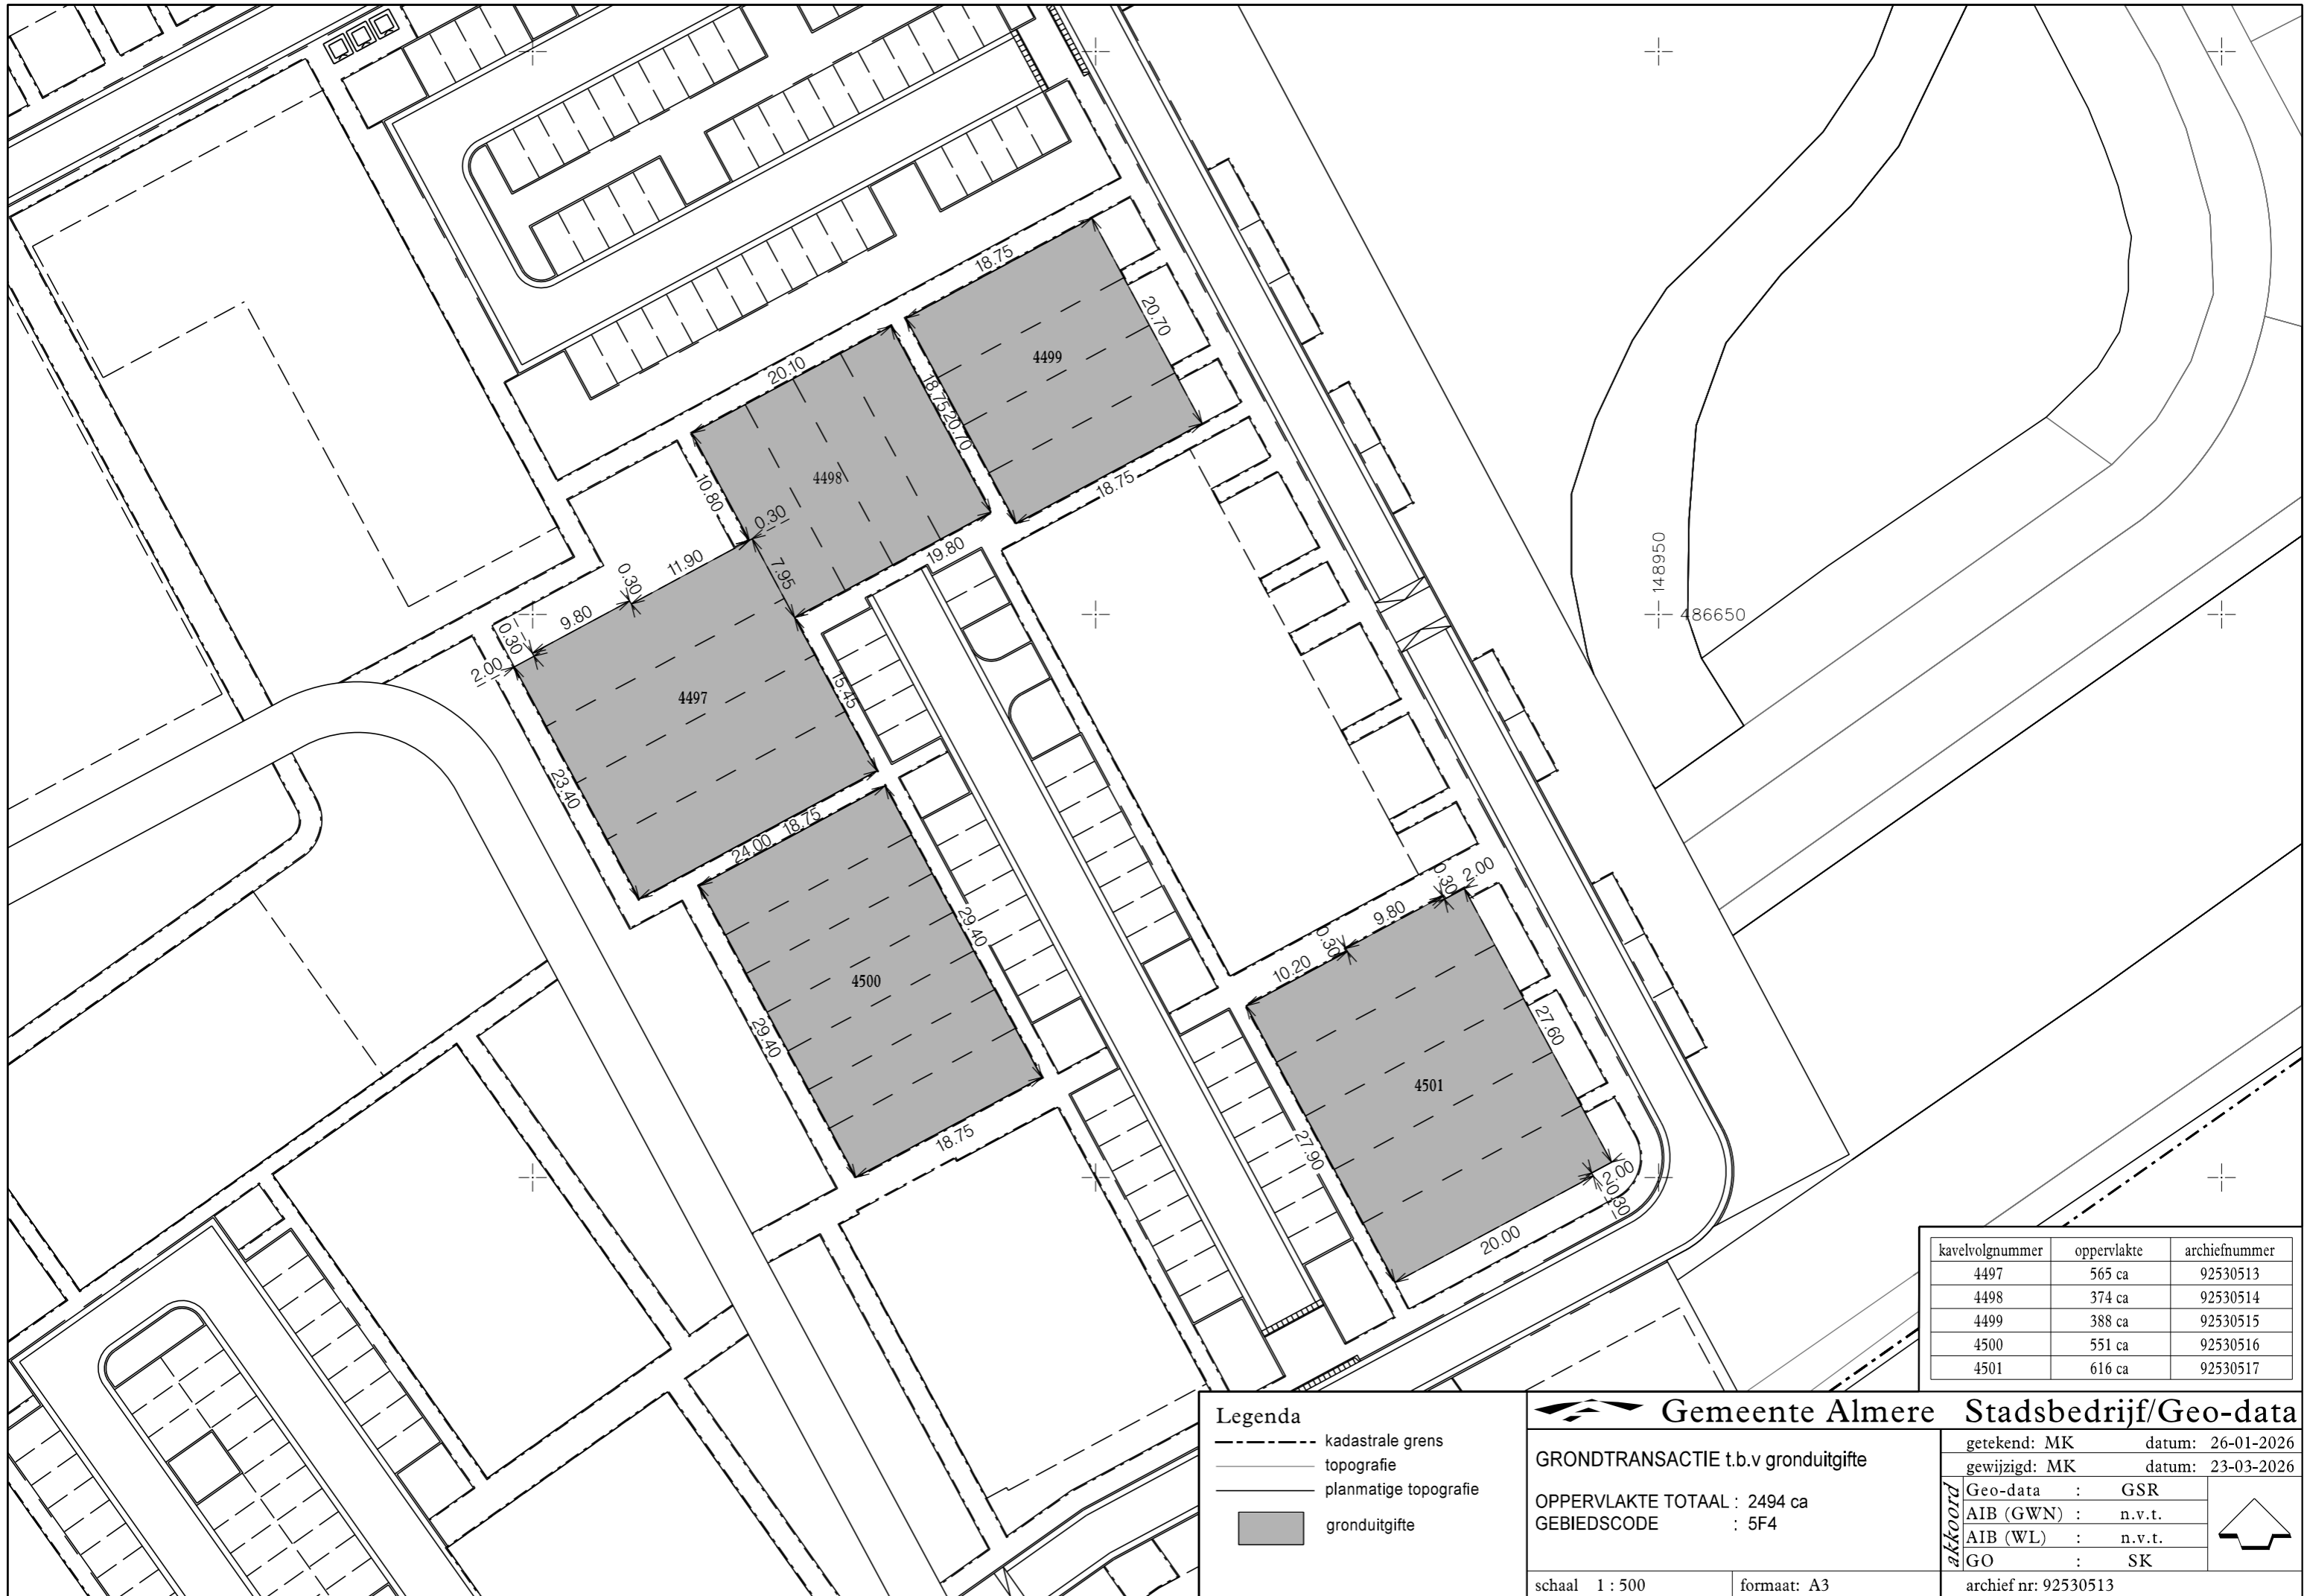 18.75
20.70
4499
20.10
18.75
20.70
4498
10.80
18.75
0.30
11.90
19.80
7.95
0.30
9.80
0.30
2.00
148950
486650
4497
15.45
23.40
18.75
24.00
29.40
4500
29.40
18.75
2.00
0.30
9.80
0.30
10.20
27.60
4501
27.90
2.00
0.30
20.00
kavelvolgnummer oppervlakte archiefnummer
4497 565 ca 92530513
4498 374 ca 92530514
4499 388 ca 92530515
4500 551 ca 92530516
4501 616 ca 92530517
Legenda
kadastrale grens
topografie
planmatige topografie
gronduitgifte
Gemeente Almere Stadsbedrijf/Geo-data
GRONDTRANSACTIE t.b.v gronduitgifte
OPPERVLAKTE TOTAAL : 2494 ca
GEBIEDSCODE : 5F4
schaal 1 : 500
formaat: A3
getekend: MK datum: 26-01-2026
gewijzigd: MK datum: 23-03-2026
akkoord
Geo-data : GSR
AIB (GWN) : n.v.t.
AIB (WL) : n.v.t.
GO : SK
archief nr: 92530513